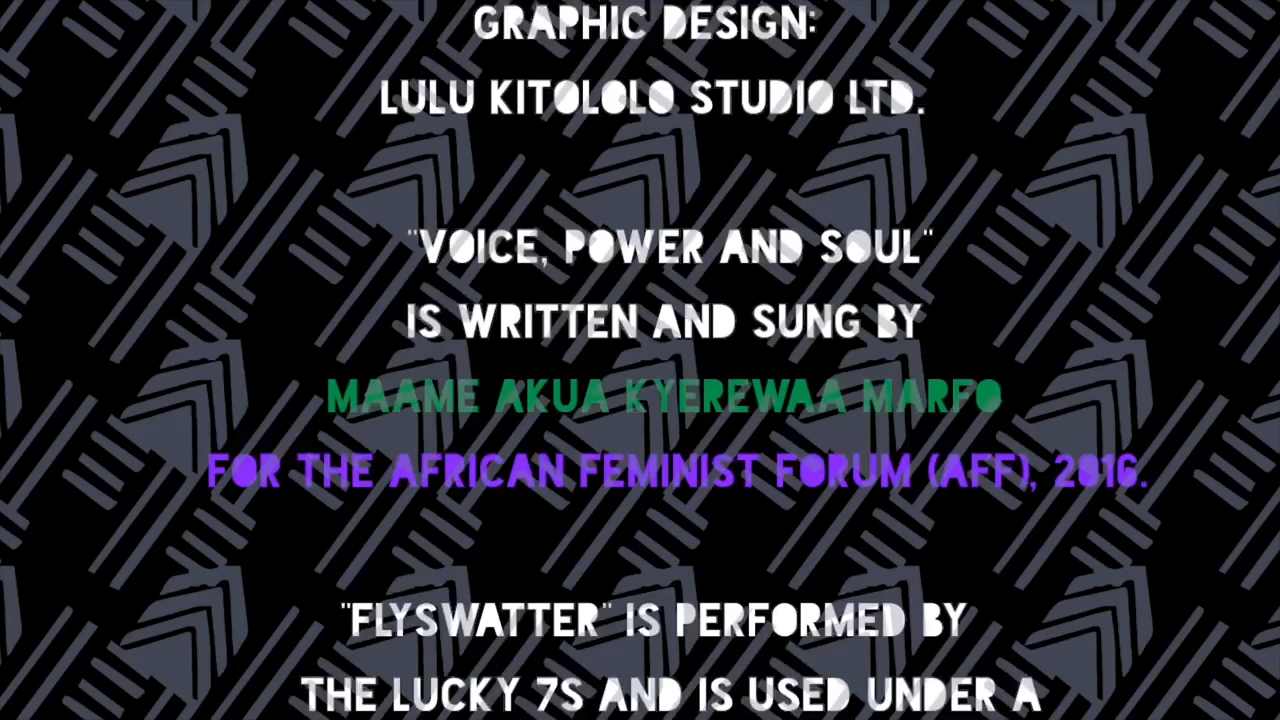 GRAPHIC DESIGN:
LULU KITOLOLO STUDIO LTD.
"VOICE, POWER AND SOUL"
IS WRITTEN AND SUNG BY
MAAME AKUA KYEREWAA MARFO
FOR THE AFRICAN FEMINIST FORUM (AFF), 2016.
"FLYSWATTER" IS PERFORMED BY
THE LUCKY 7S AND IS USED UNDER A